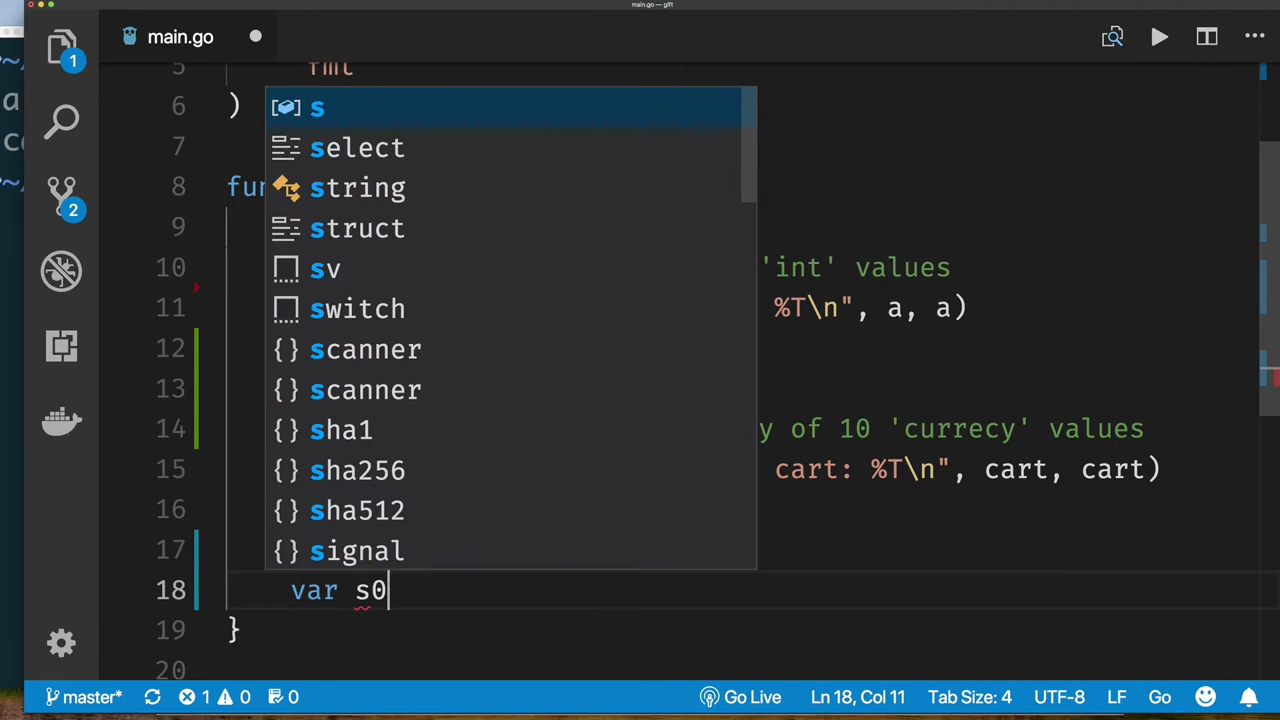 main.go — gift
main.go
1
2
a
5 fmt
6 )
7
8 fun
9
10 'int' values
11 %T\n", a, a)
12
13
14 y of 10 'currecy' values
15 cart: %T\n", cart, cart)
16
17
18 var s0
19 }
20
s
select
string
struct
sv
switch
scanner
scanner
sha1
sha256
sha512
signal
master* 1 0 0 Go Live Ln 18, Col 11 Tab Size: 4 UTF-8 LF Go